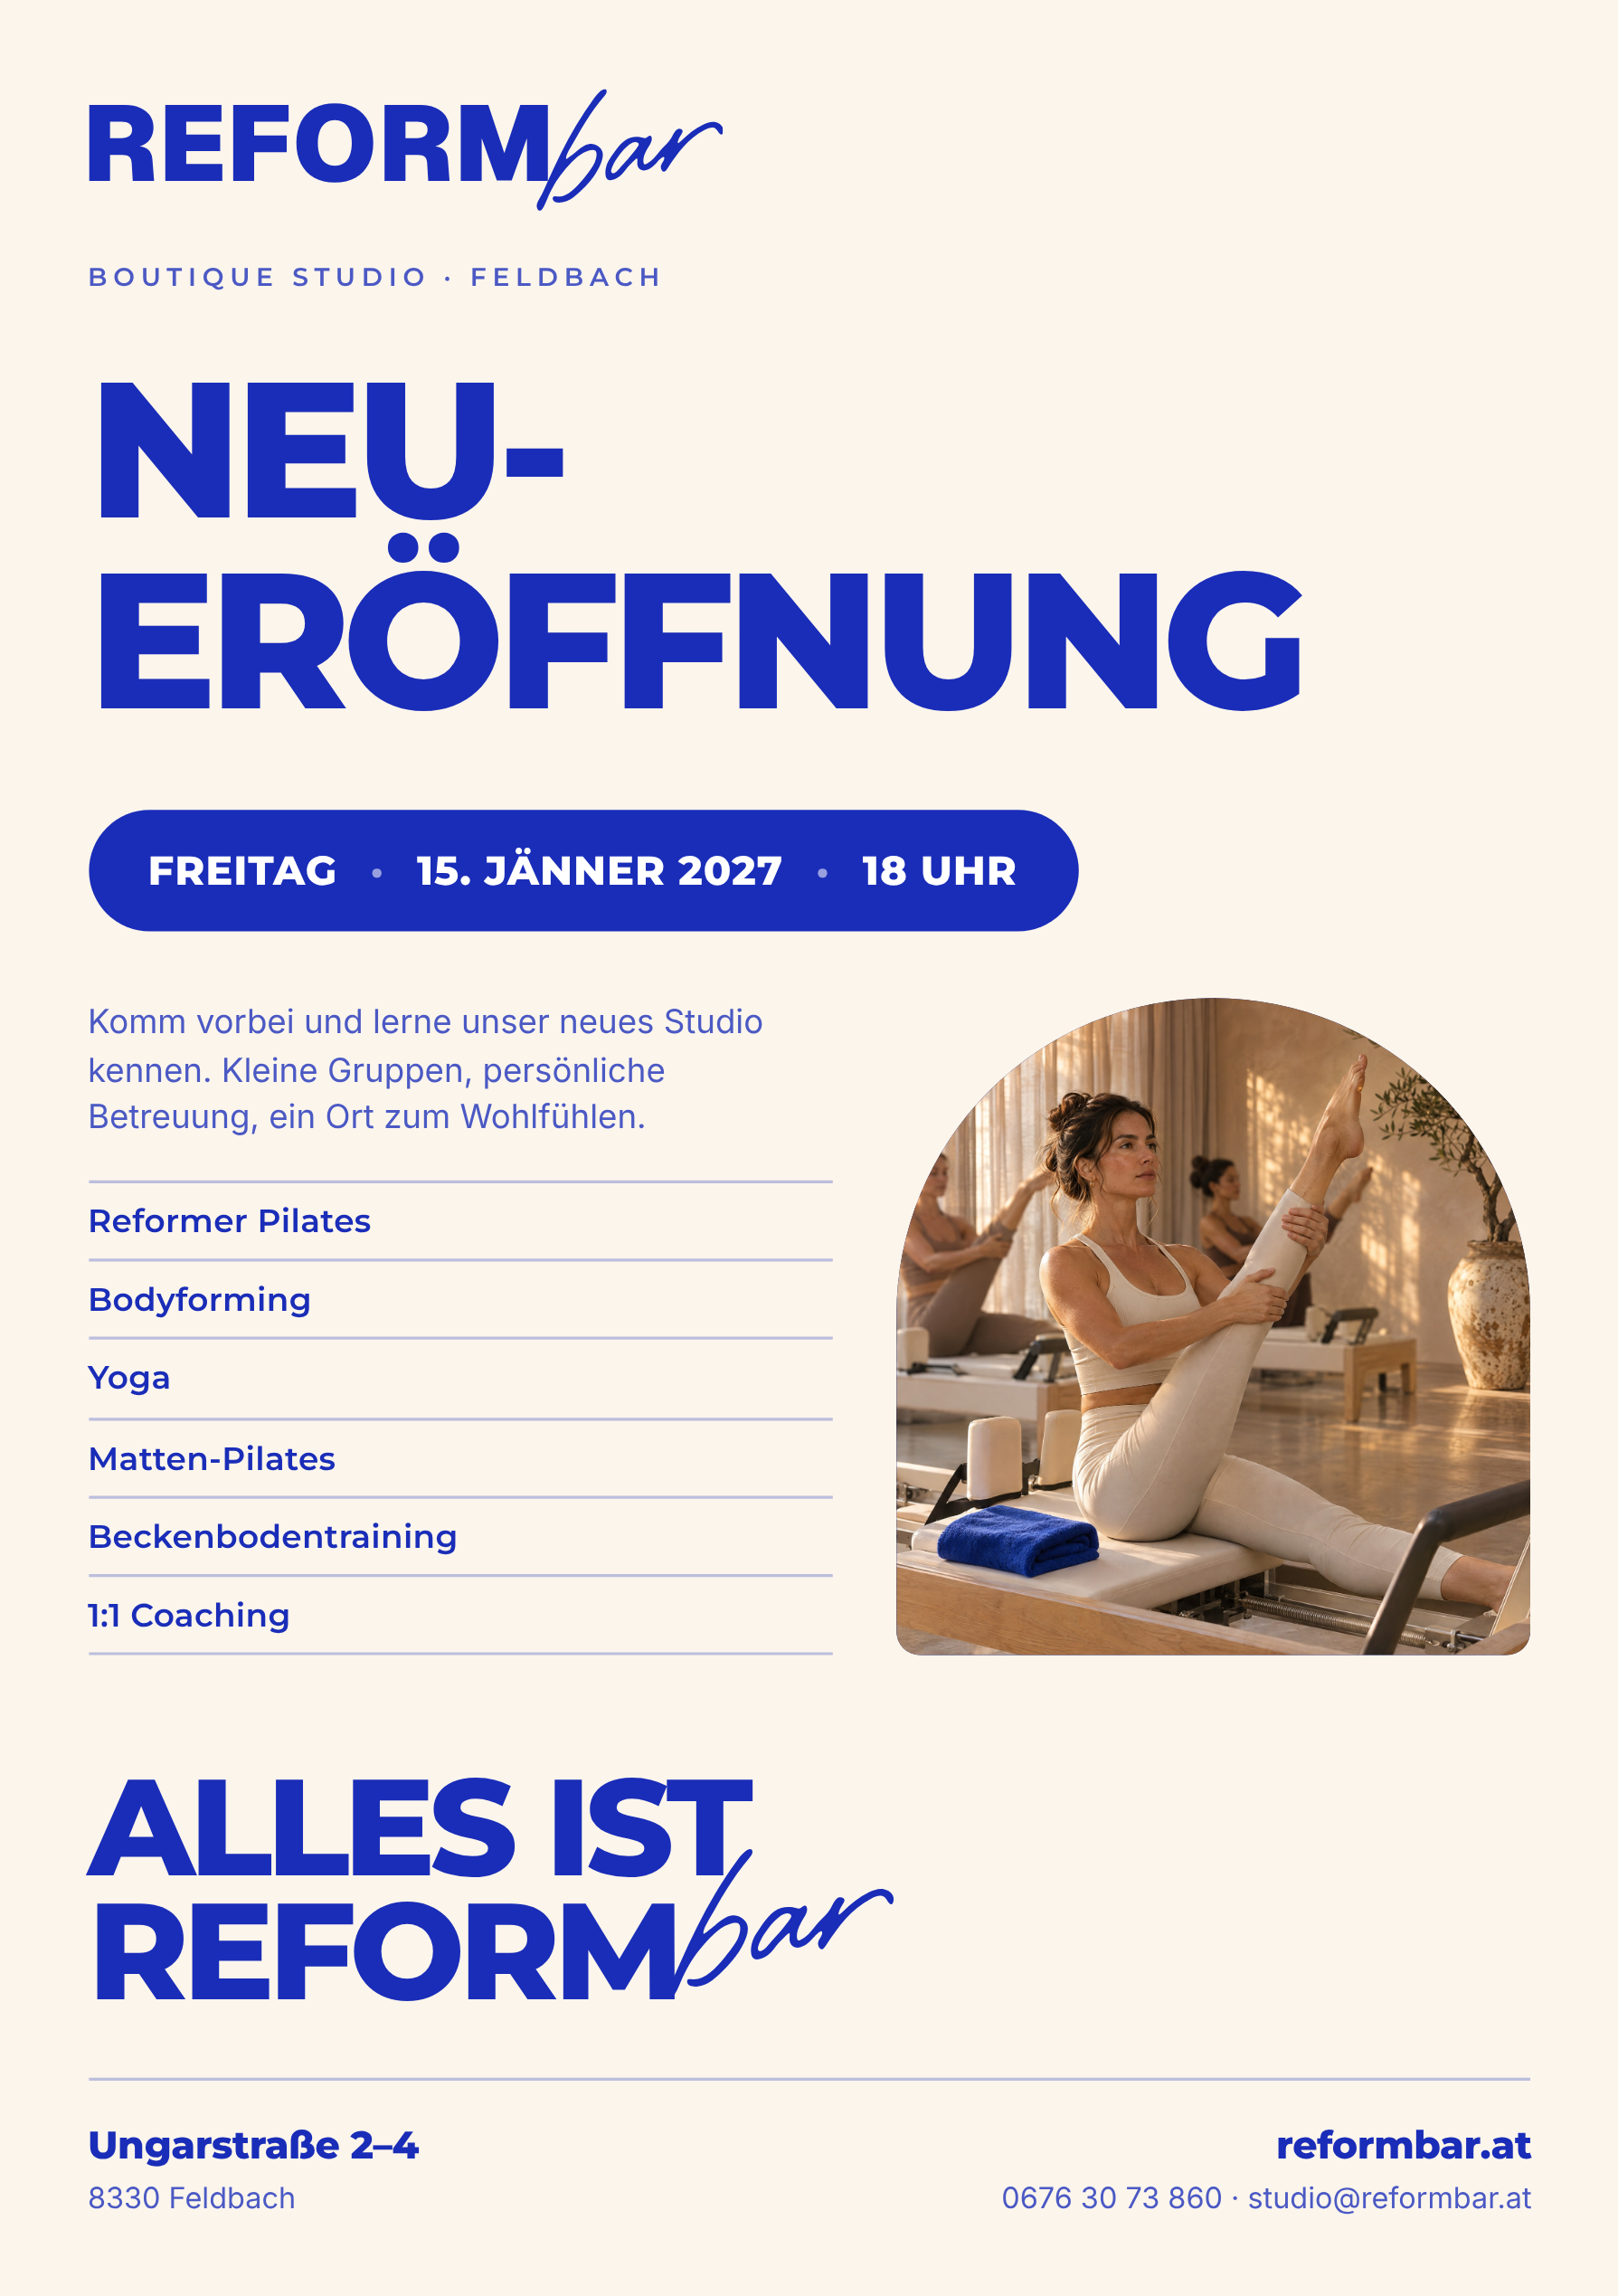 REFORMbar
BOUTIQUE STUDIO · FELDBACH
NEU-
ERÖFFNUNG
FREITAG • 15. JÄNNER 2027 • 18 UHR
Komm vorbei und lerne unser neues Studio
kennen. Kleine Gruppen, persönliche
Betreuung, ein Ort zum Wohlfühlen.
Reformer Pilates
Bodyforming
Yoga
Matten-Pilates
Beckenbodentraining
1:1 Coaching
ALLES IST
REFORMbar
Ungarstraße 2–4
8330 Feldbach
reformbar.at
0676 30 73 860 · studio@reformbar.at